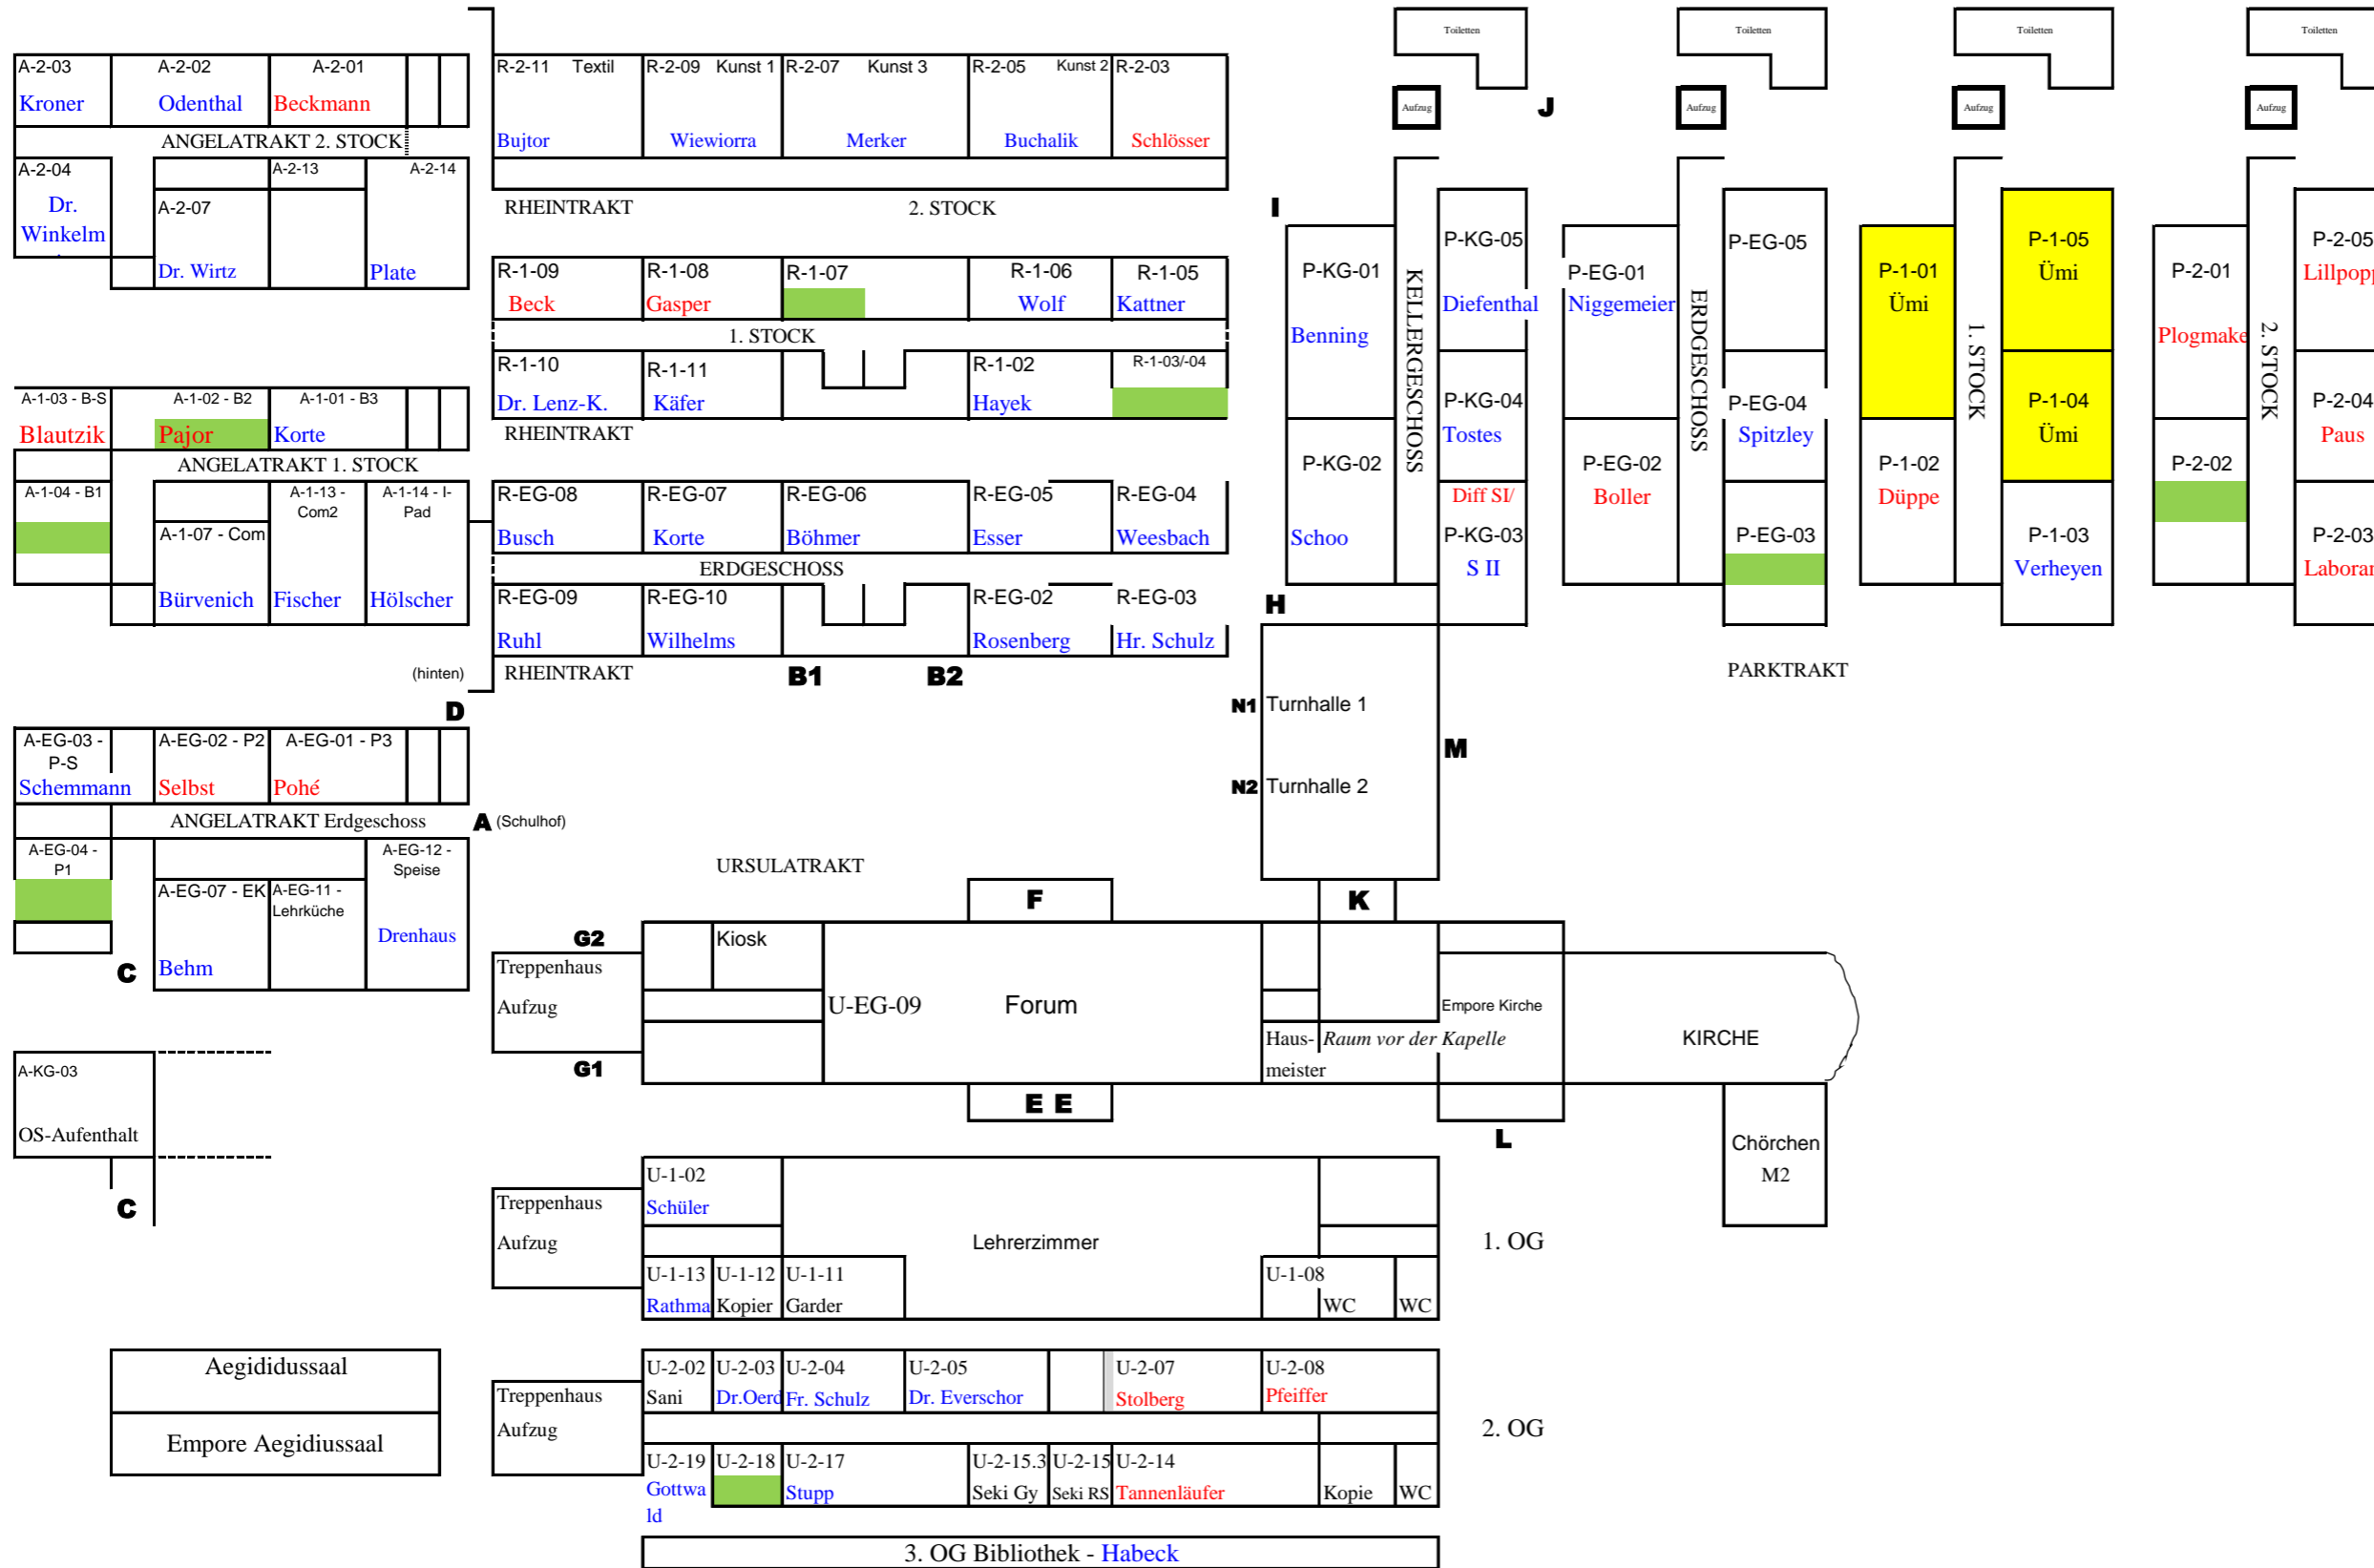 Toiletten Toiletten Toiletten Toiletten
A-2-03 A-2-02 A-2-01
Kroner Odenthal Beckmann
ANGELATRAKT 2. STOCK
A-2-04 A-2-13 A-2-14
Dr.
Winkelm
A-2-07
Dr. Wirtz Plate
R-2-11 Textil R-2-09 Kunst 1 R-2-07 Kunst 3 R-2-05 Kunst 2 R-2-03
Bujtor Wiewiorra Merker Buchalik Schlösser
RHEINTRAKT 2. STOCK
R-1-09 R-1-08 R-1-07 R-1-06 R-1-05
Beck Gasper Wolf Kattner
1. STOCK
R-1-10 R-1-11 R-1-02 R-1-03/-04
Dr. Lenz-K. Käfer Hayek
RHEINTRAKT
A-1-03 - B-S A-1-02 - B2 A-1-01 - B3
Blautzik Pajor Korte
ANGELATRAKT 1. STOCK
A-1-04 - B1 A-1-13 - A-1-14 - I-
Com2 Pad
A-1-07 - Com
Bürvenich Fischer Hölscher
R-EG-08 R-EG-07 R-EG-06 R-EG-05 R-EG-04
Busch Korte Böhmer Esser Weesbach
ERDGESCHOSS
R-EG-09 R-EG-10 R-EG-02 R-EG-03
Ruhl Wilhelms Rosenberg Hr. Schulz
(hinten) RHEINTRAKT B1 B2
D
Aufzug J Aufzug Aufzug Aufzug
I
P-KG-01
Benning
P-KG-02
Schoo
KELLERGESCHOSS
P-KG-05
Diefenthal
P-KG-04
Tostes
Diff SI/
P-KG-03
S II
H
P-EG-01
Niggemeier
P-EG-02
Boller
ERDGESCHOSS
P-EG-05
P-EG-04
Spitzley
P-EG-03
P-1-01
Ümi
P-1-02
Düppe
1. STOCK
P-1-05
Ümi
P-1-04
Ümi
P-1-03
Verheyen
P-2-01
Plogmake
P-2-02
2. STOCK
P-2-05
Lillpop
P-2-04
Paus
P-2-03
Laboran
PARKTRAKT
N1 Turnhalle 1
M
N2 Turnhalle 2
A-EG-03 - A-EG-02 - P2 A-EG-01 - P3
P-S
Schemmann Selbst Pohé
ANGELATRAKT Erdgeschoss A (Schulhof)
A-EG-04 - A-EG-12 -
P1 Speise
A-EG-07 - EK A-EG-11 -
Lehrküche
Drenhaus
C Behm
URSULATRAKT
F K
G2 Kiosk
Treppenhaus
Aufzug U-EG-09 Forum Empore Kirche
Haus- Raum vor der Kapelle KIRCHE
meister
G1
E E
L
A-KG-03
OS-Aufenthalt
C
Chörchen
M2
U-1-02
Treppenhaus Schüler
Aufzug Lehrerzimmer 1. OG
U-1-13 U-1-12 U-1-11 U-1-08
Rathma Kopier Garder WC WC
Aegididussaal
Empore Aegidiussaal
U-2-02 U-2-03 U-2-04 U-2-05 U-2-07 U-2-08
Treppenhaus Sani Dr.Oerd Fr. Schulz Dr. Everschor Stolberg Pfeiffer
Aufzug 2. OG
U-2-19 U-2-18 U-2-17 U-2-15.3 U-2-15 U-2-14
Gottwa Stupp Seki Gy Seki RS Tannenläufer Kopie WC
ld
3. OG Bibliothek - Habeck